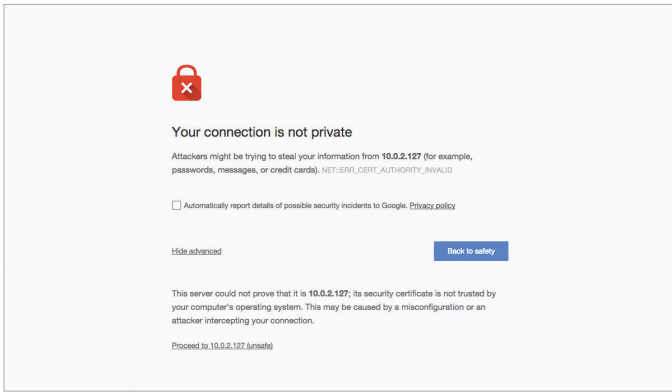 Your connection is not private
Attackers might be trying to steal your information from 10.0.2.127 (for example,
passwords, messages, or credit cards). NET::ERR_CERT_AUTHORITY_INVALID
Automatically report details of possible security incidents to Google. Privacy policy
Hide advanced
Back to safety
This server could not prove that it is 10.0.2.127; its security certificate is not trusted by
your computer's operating system. This may be caused by a misconfiguration or an
attacker intercepting your connection.
Proceed to 10.0.2.127 (unsafe)